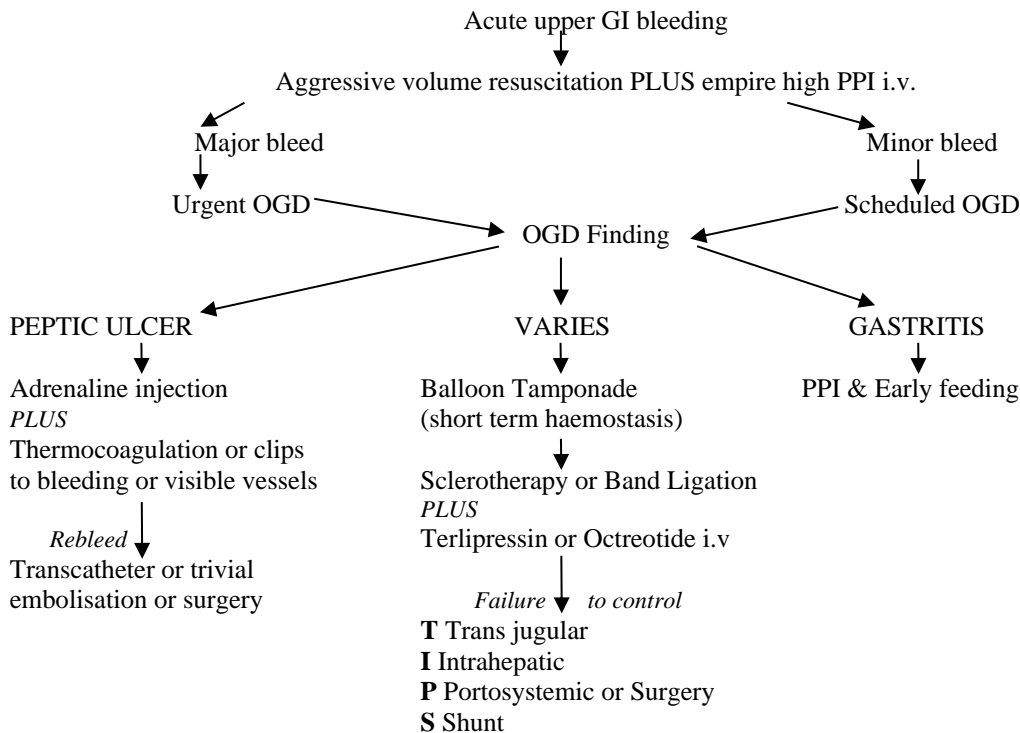 Acute upper GI bleeding
Aggressive volume resuscitation PLUS empire high PPI i.v.
Major bleed
Minor bleed
Urgent OGD
Scheduled OGD
OGD Finding
PEPTIC ULCER
VARIES
GASTRITIS
Adrenaline injection
PLUS
Thermocoagulation or clips
to bleeding or visible vessels
Rebleed
Transcatheter or trivial
embolisation or surgery
Balloon Tamponade
(short term haemostasis)
Sclerotherapy or Band Ligation
PLUS
Terlipressin or Octreotide i.v
Failure to control
T Trans jugular
I Intrahepatic
P Portosystemic or Surgery
S Shunt
PPI & Early feeding